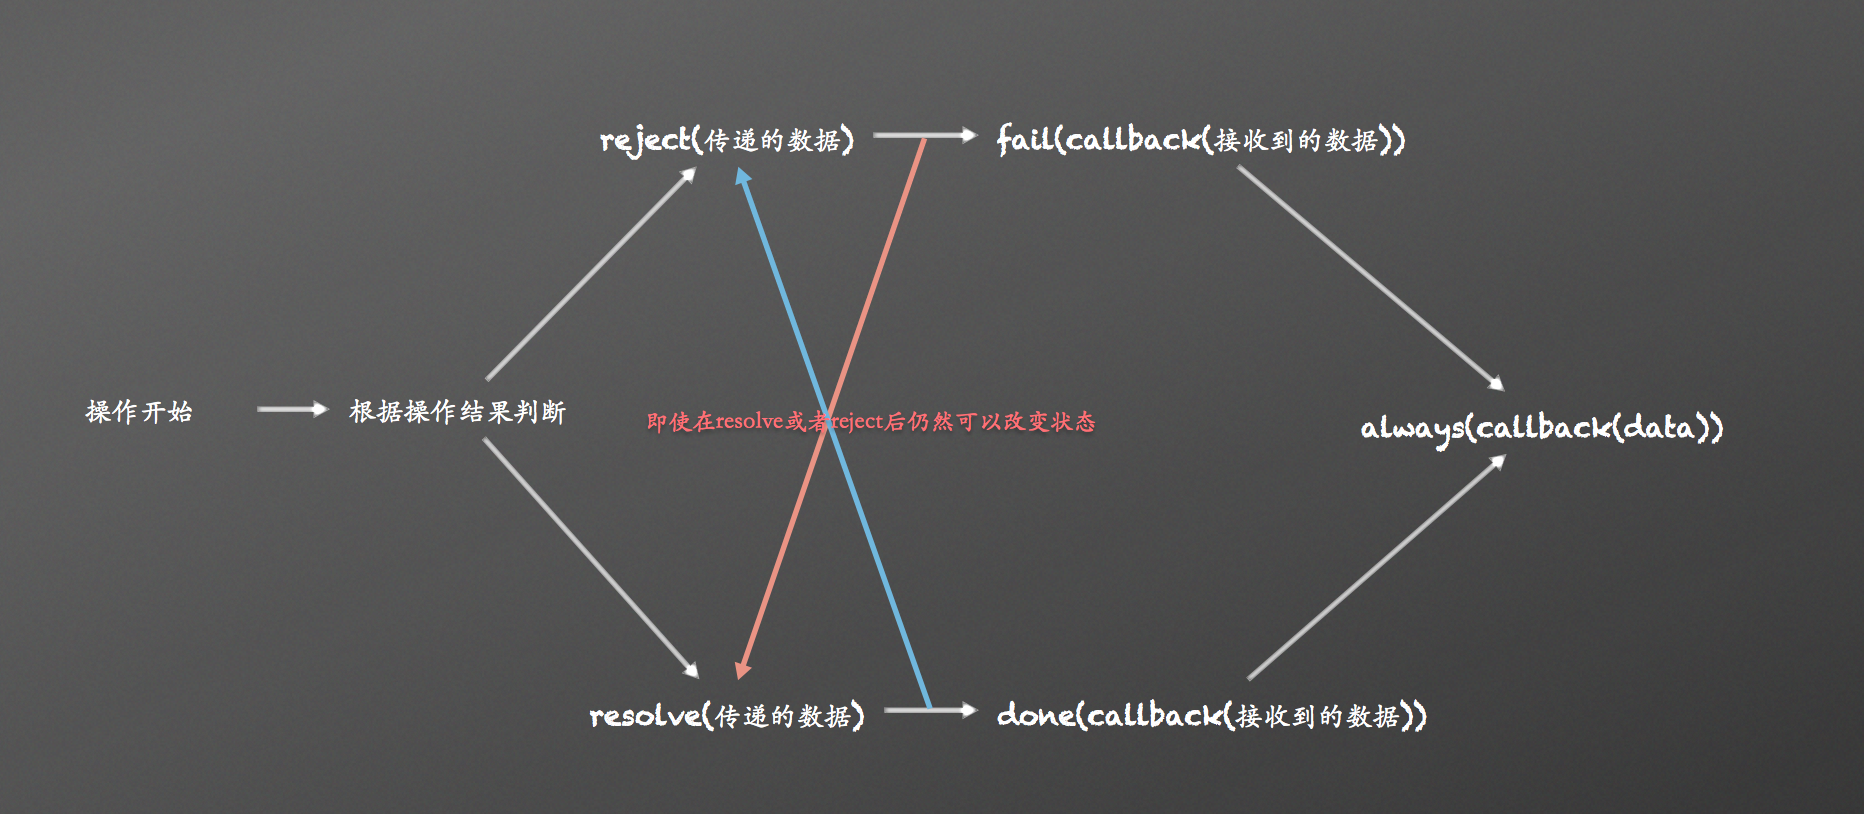 reject(传递的数据)
fail(callback(接收到的数据))
操作开始
根据操作结果判断
即使在resolve或者reject后仍然可以改变状态
always(callback(data))
resolve(传递的数据)
done(callback(接收到的数据))